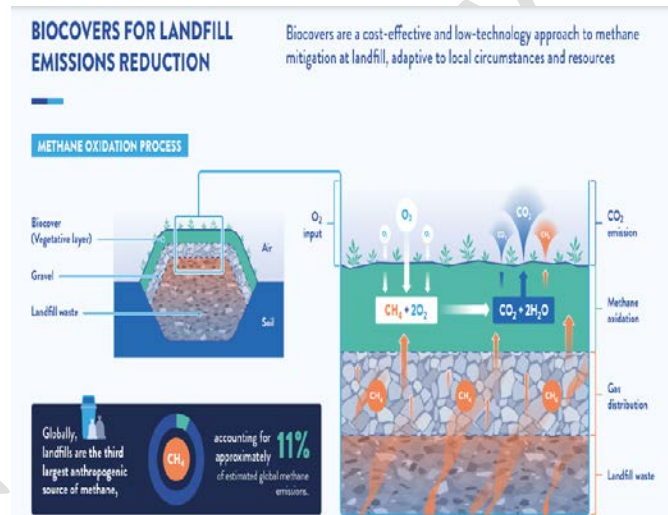 BIOCOVERS FOR LANDFILL
EMISSIONS REDUCTION
Biocovers are a cost-effective and low-technology approach to methane
mitigation at landfill, adaptive to local circumstances and resources
METHANE OXIDATION PROCESS
Biocover
(Vegetative layer)
Gravel
Landfill waste
Air
Soil
O₂
input
O₂
O₂
O₂
CO₂
CO₂
CH₄
CO₂
emission
CH₄ + 2O₂
CO₂ + 2H₂O
Methane
oxidation
CH₄
CH₄
CH₄
Gas
distribution
Landfill waste
Globally,
landfills are the third
largest anthropogenic
source of methane,
CH₄
accounting for
approximately 11%
of estimated global methane
emissions.